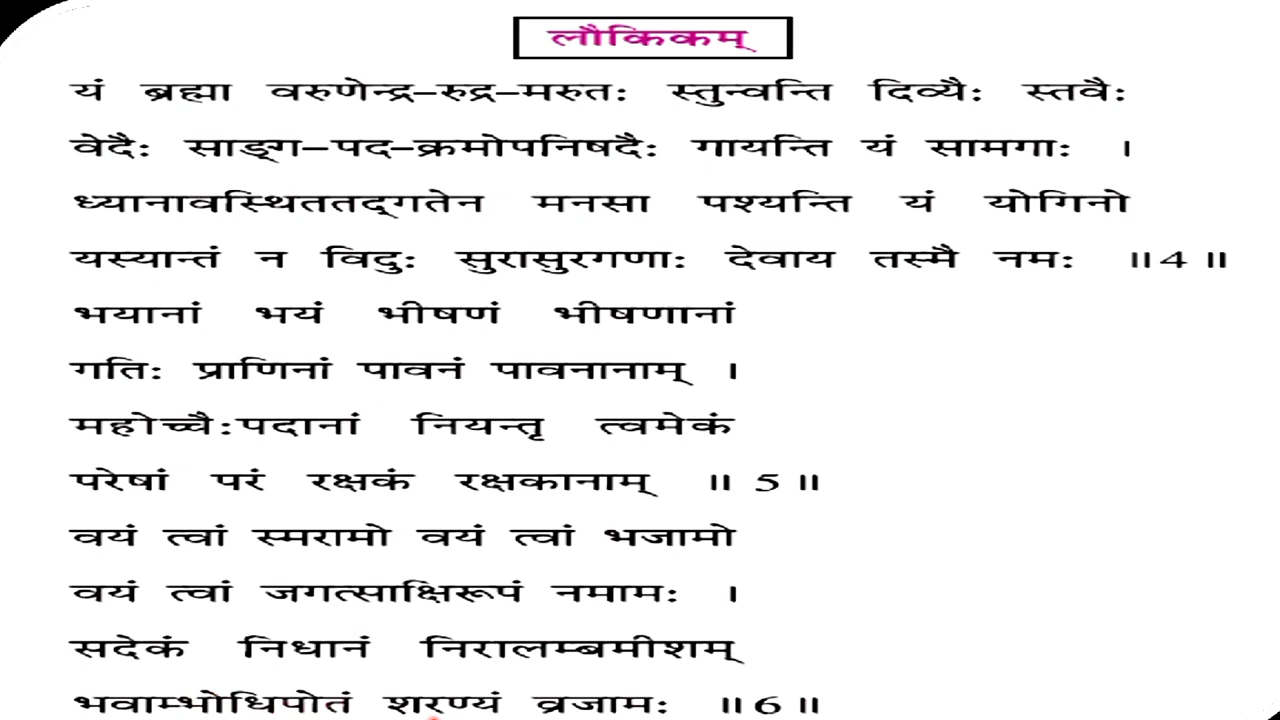 लौकिकम्
यं ब्रह्मा वरुणेन्द्र-रुद्र-मरुतः स्तुन्वन्ति दिव्यैः स्तवैः
वेदैः साङ्ग-पद-क्रमोपनिषदैः गायन्ति यं सामगाः ।
ध्यानावस्थिततद्गतेन मनसा पश्यन्ति यं योगिनो
यस्यान्तं न विदुः सुरासुरगणाः देवाय तस्मै नमः ॥4॥
भयानां भयं भीषणं भीषणानां
गतिः प्राणिनां पावनं पावनानाम् ।
महोच्चैःपदानां नियन्तृ त्वमेकं
परेषां परं रक्षकं रक्षकानाम् ॥ 5॥
वयं त्वां स्मरामो वयं त्वां भजामो
वयं त्वां जगत्साक्षिरूपं नमामः ।
सदेकं निधानं निरालम्बमीशम्
भवाम्भोधिपोतं शरण्यं व्रजामः ॥6॥